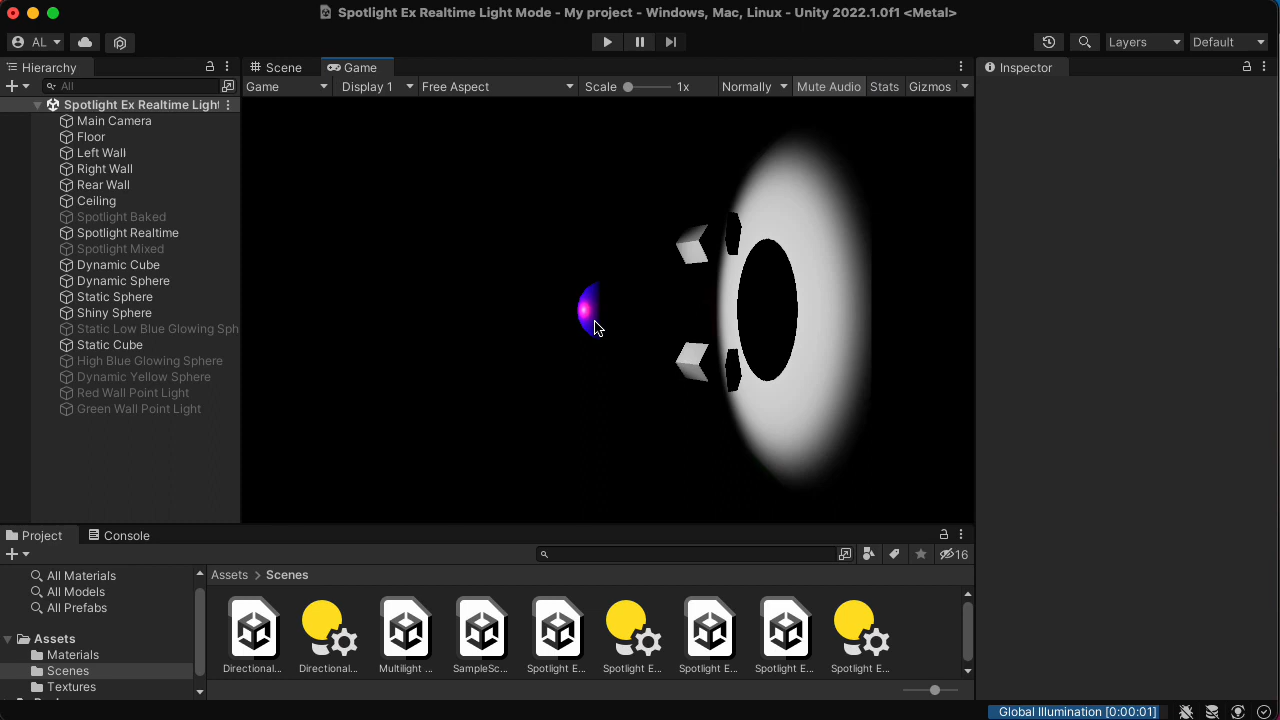 Spotlight Ex Realtime Light Mode - My project - Windows, Mac, Linux - Unity 2022.1.0f1 <Metal>
AL
Layers
Default
Hierarchy
Scene
Game
Inspector
All
Game
Display 1
Free Aspect
Scale
1x
Normally
Mute Audio
Stats
Gizmos
Spotlight Ex Realtime Light
Main Camera
Floor
Left Wall
Right Wall
Rear Wall
Ceiling
Spotlight Baked
Spotlight Realtime
Spotlight Mixed
Dynamic Cube
Dynamic Sphere
Static Sphere
Shiny Sphere
Static Low Blue Glowing Sph
Static Cube
High Blue Glowing Sphere
Dynamic Yellow Sphere
Red Wall Point Light
Green Wall Point Light
Project
Console
16
All Materials
All Models
All Prefabs
Assets
Materials
Scenes
Textures
Assets > Scenes
Directional...
Directional...
Multilight ...
SampleSc...
Spotlight E...
Spotlight E...
Spotlight E...
Spotlight E...
Spotlight E...
Global Illumination [0:00:01]